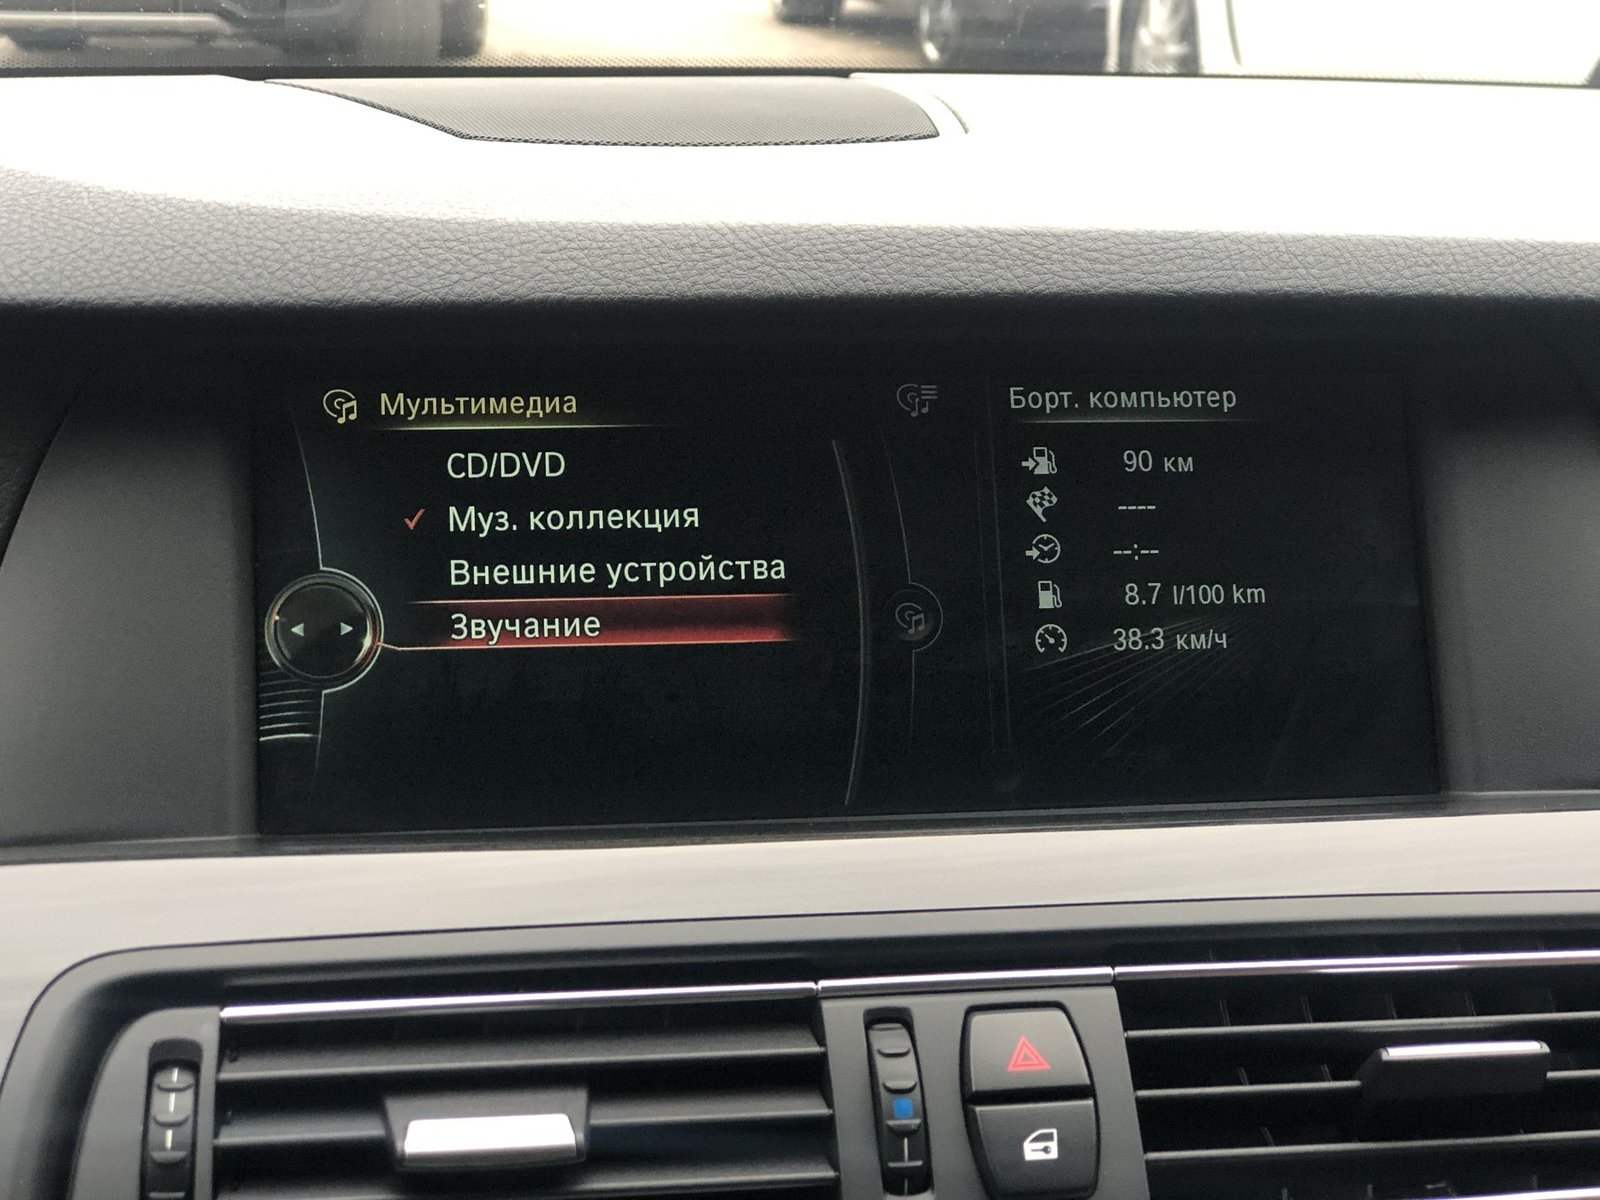 Мультимедиа
CD/DVD
Муз. коллекция
Внешние устройства
Звучание
Борт. компьютер
90 км
----
--:--
8.7 l/100 km
38.3 км/ч